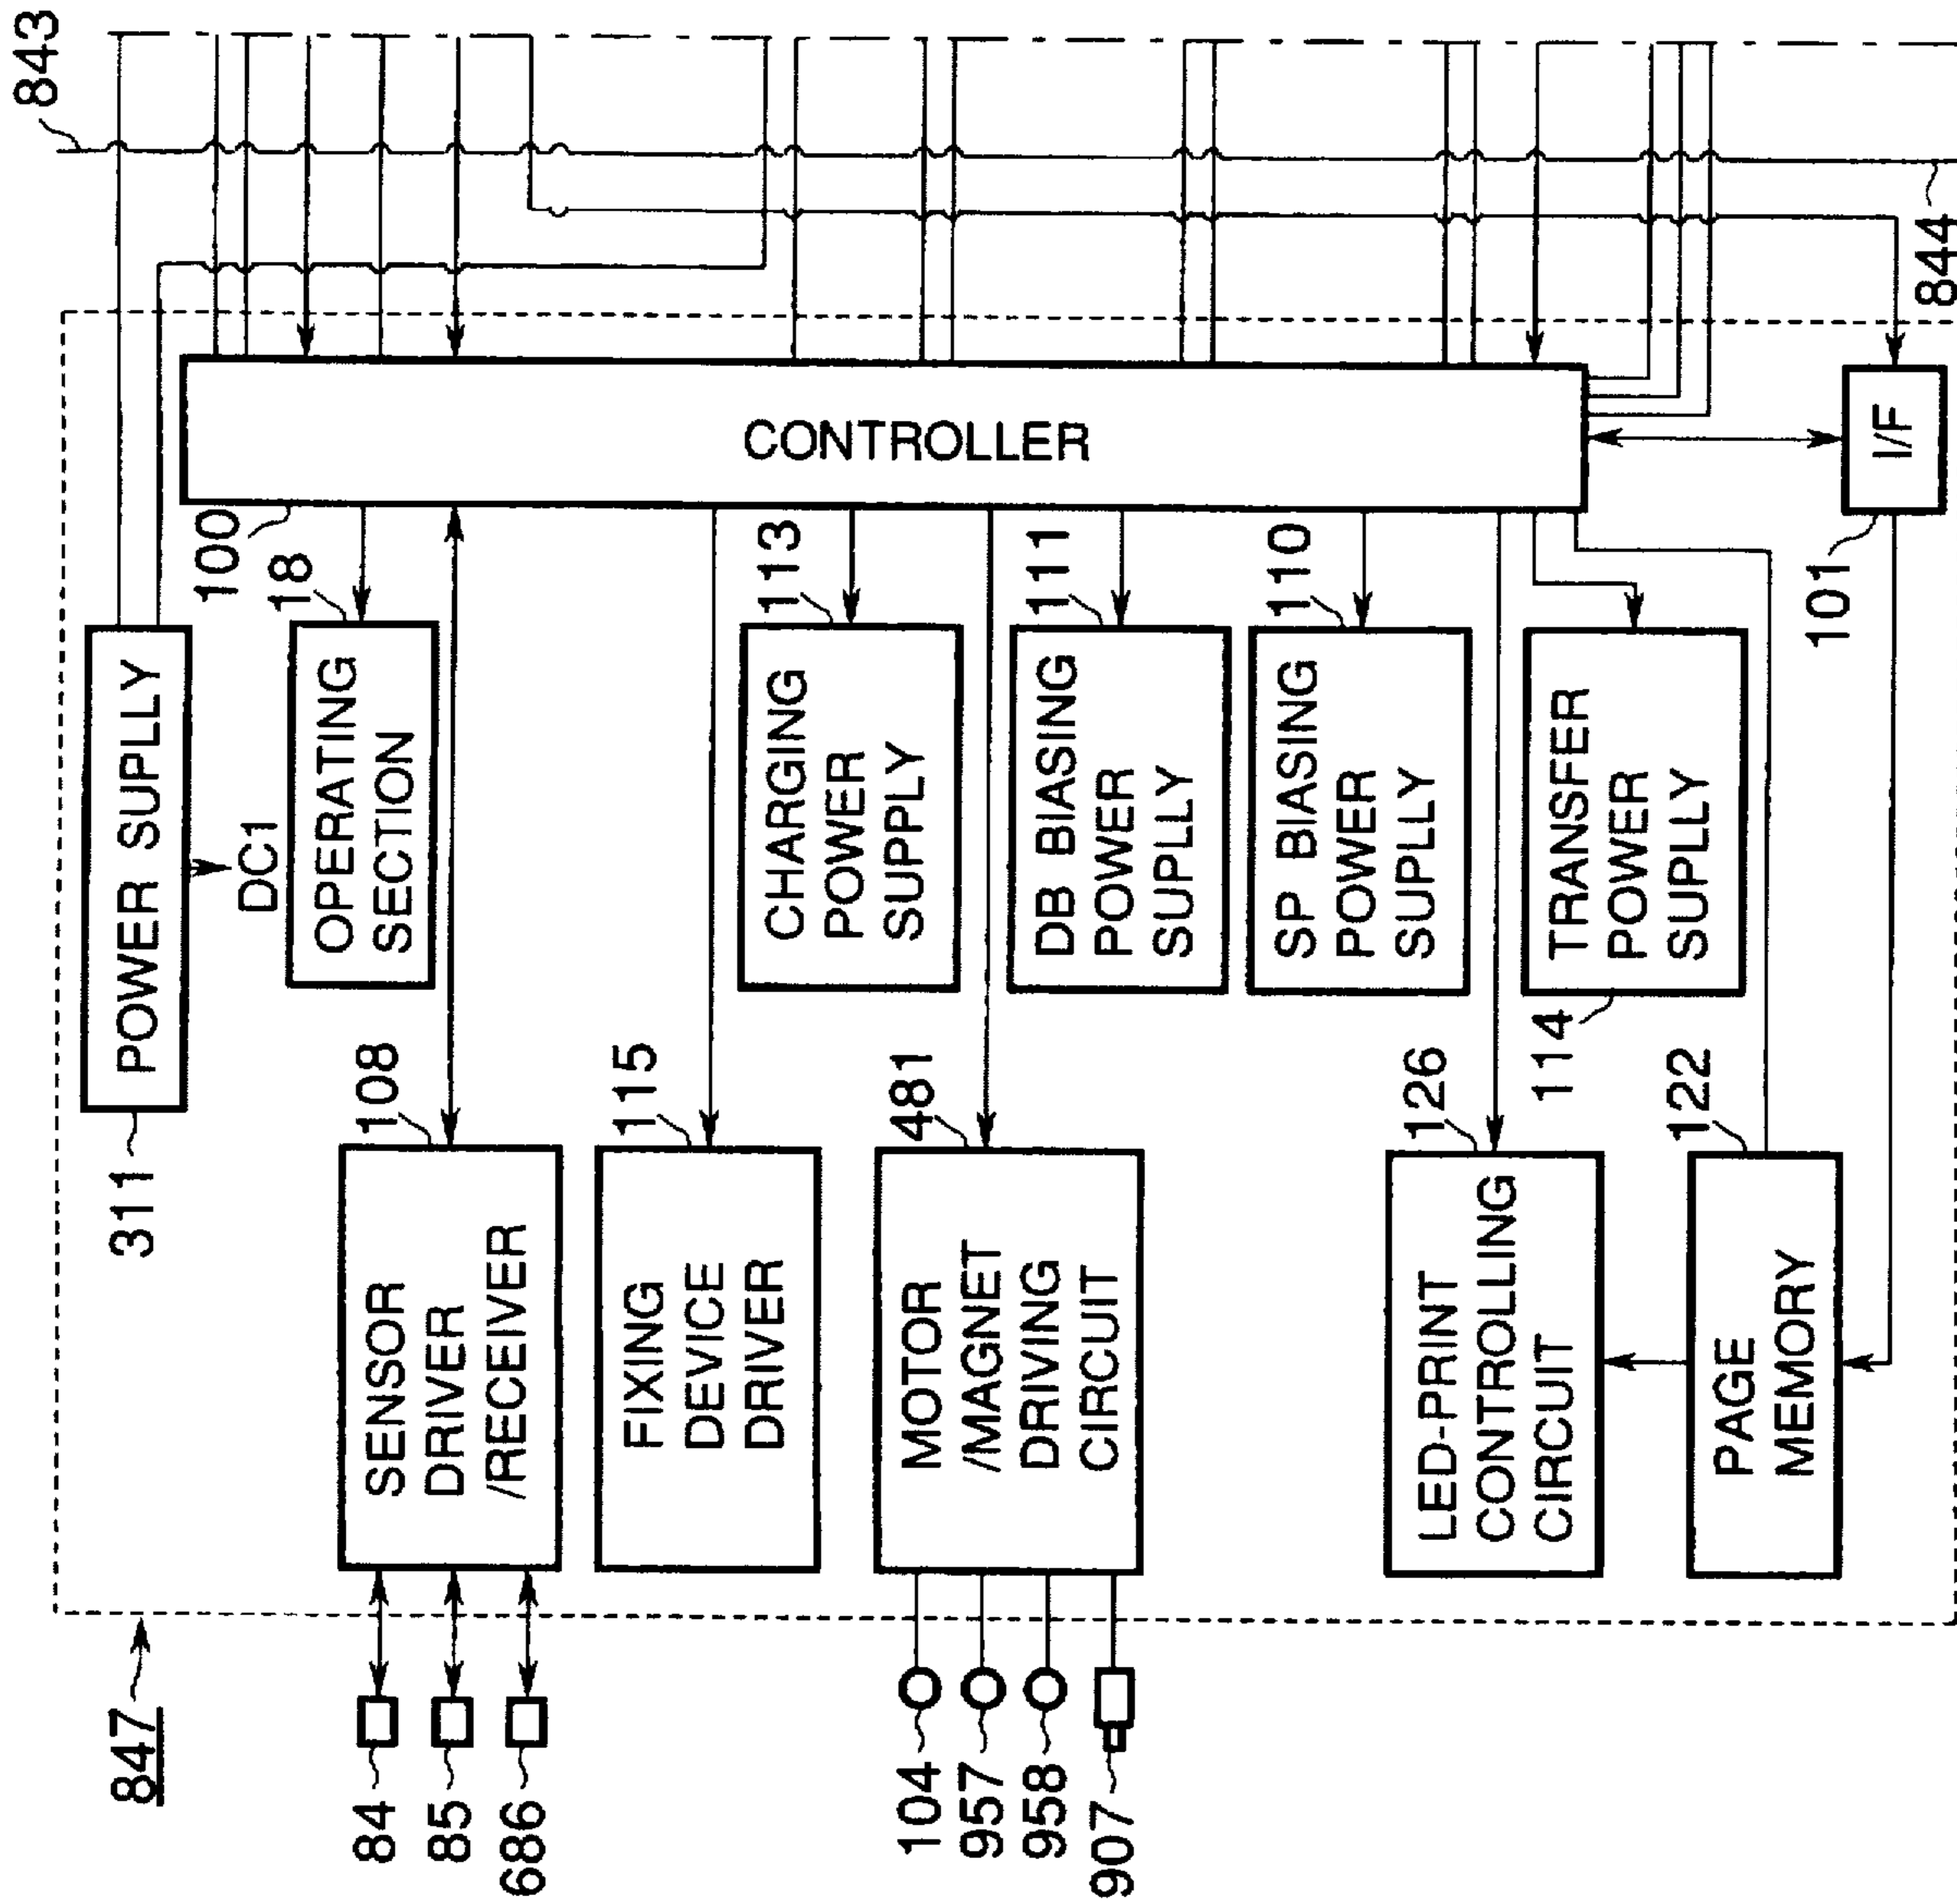 847
311
POWER SUPLLY
DC1
843
100
CONTROLLER
18
OPERATING
SECTION
108
SENSOR
DRIVER
/RECEIVER
84
85
686
115
FIXING
DEVICE
DRIVER
113
CHARGING
POWER
SUPPLY
481
MOTOR
/MAGNET
DRIVING
CIRCUIT
104
957
958
907
111
DB BIASING
POWER
SUPLLY
110
SP BIASING
POWER
SUPLLY
126
LED-PRINT
CONTROLLING
CIRCUIT
114
TRANSFER
POWER
SUPLLY
122
PAGE
MEMORY
101
I/F
844